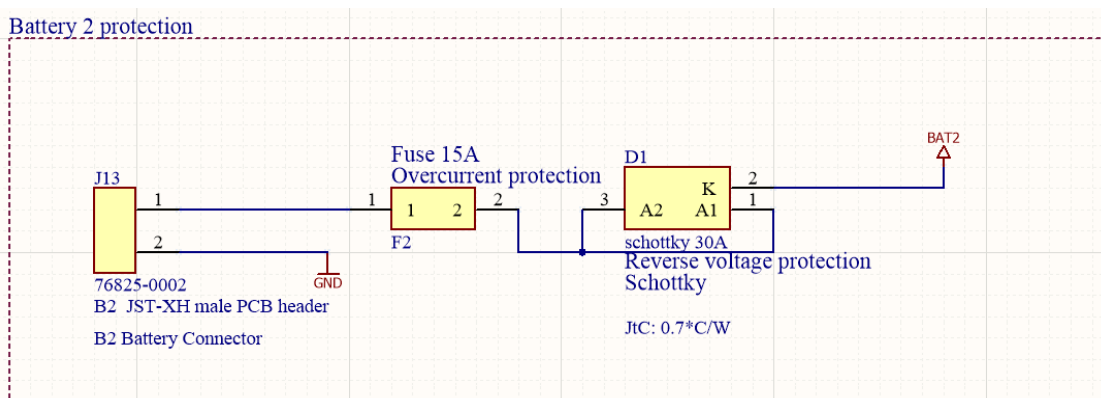 Battery 2 protection
BAT2
Fuse 15A
Overcurrent protection
D1
J13
1
2
1
1 2
2
F2
3
K
A2 A1
2
1
schottky 30A
Reverse voltage protection
Schottky
JtC: 0.7*C/W
GND
76825-0002
B2 JST-XH male PCB header
B2 Battery Connector